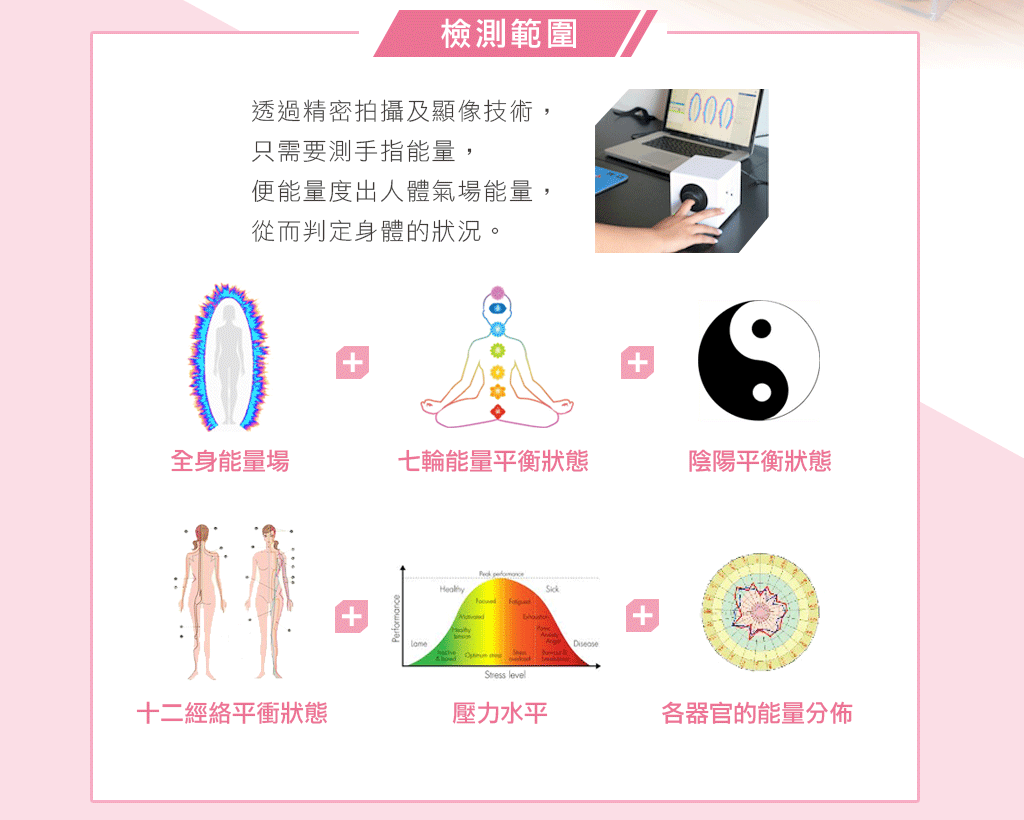 檢測範圍
透過精密拍攝及顯像技術，
只需要測手指能量，
便能量度出人體氣場能量，
從而判定身體的狀況。
全身能量場
七輪能量平衡狀態
陰陽平衡狀態
Peak performance
Healthy
Sick
Focused
Fatigued
Motivated
Exhaustion
Healthy
tension
Panic,
Anxiety,
Anger
Performance
Lame
Disease
Inactive
& bored
Optimum stress
Stress
overload
Burnout &
breakdown
Stress level
十二經絡平衝狀態
壓力水平
各器官的能量分佈